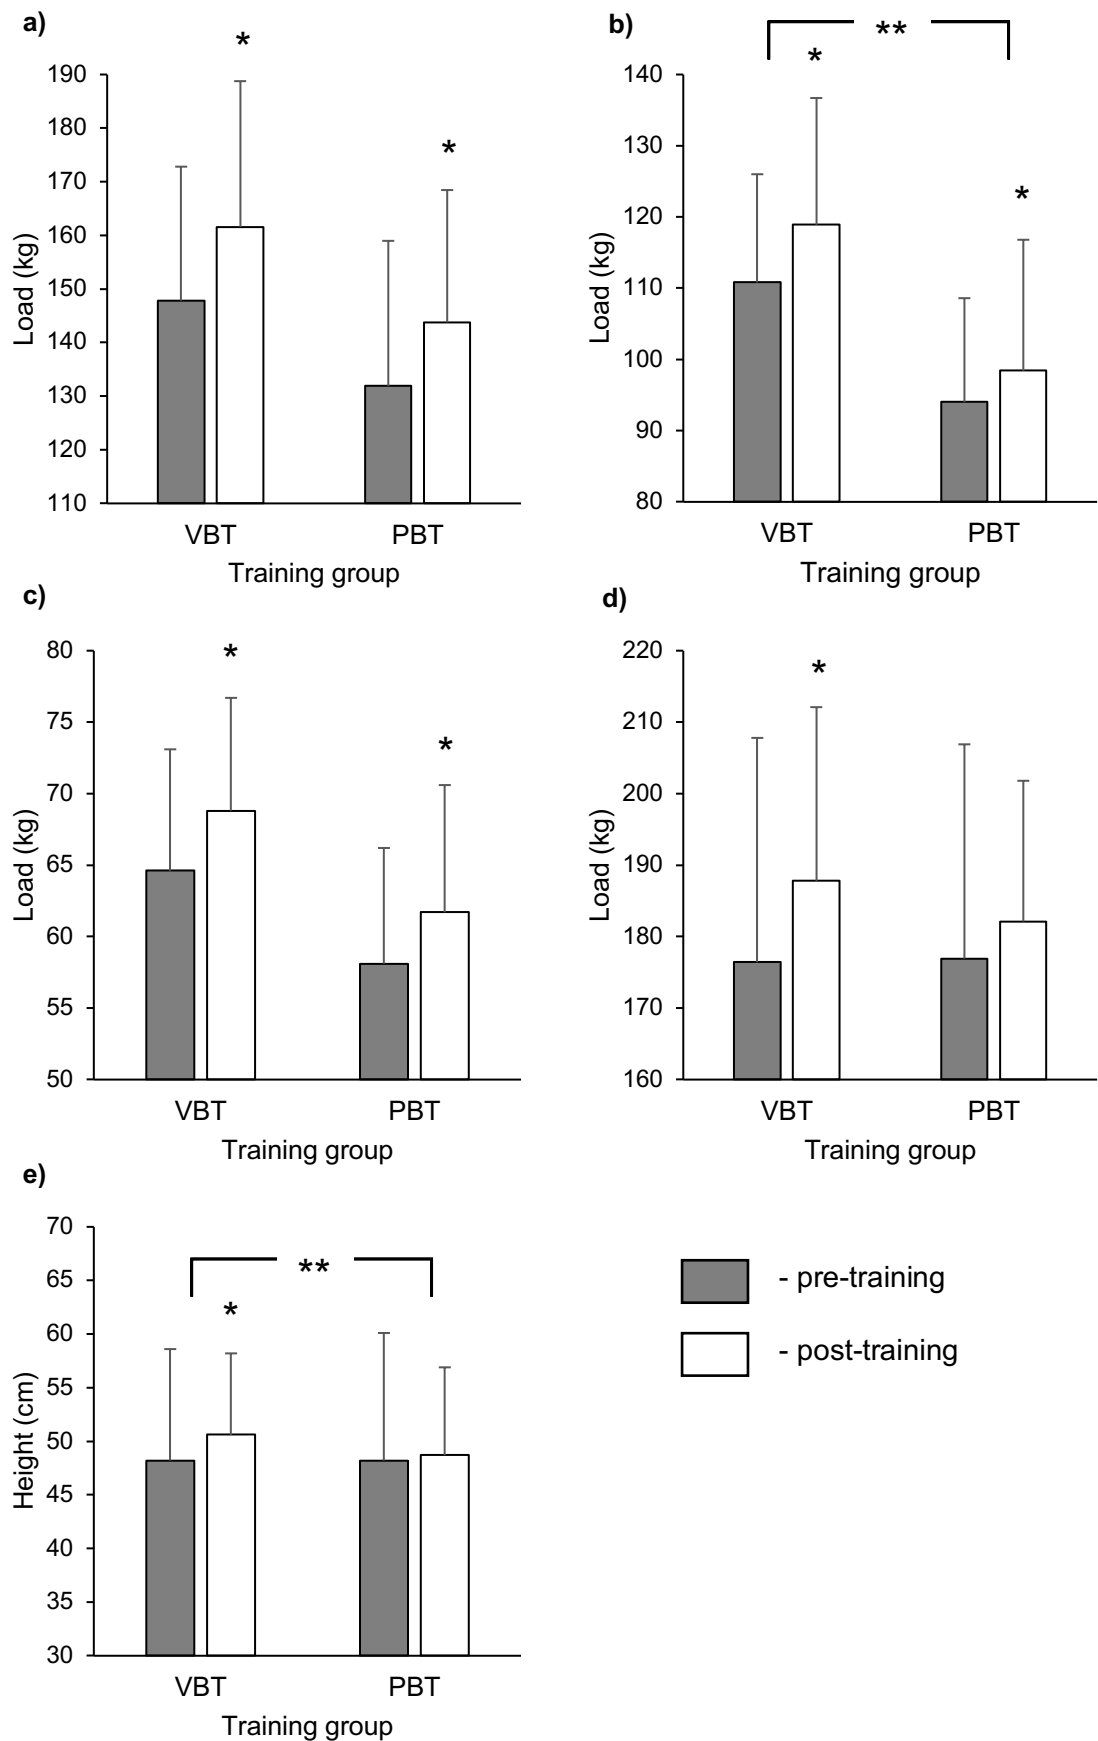 a)
*
*
190
180
170
160
150
140
130
120
110
Load (kg)
VBT PBT
Training group
b)
**
*
*
140
130
120
110
100
90
80
Load (kg)
VBT PBT
Training group
c)
*
*
80
75
70
65
60
55
50
Load (kg)
VBT PBT
Training group
d)
*
220
210
200
190
180
170
160
Load (kg)
VBT PBT
Training group
e)
**
*
70
65
60
55
50
45
40
35
30
Height (cm)
VBT PBT
Training group
- pre-training
- post-training